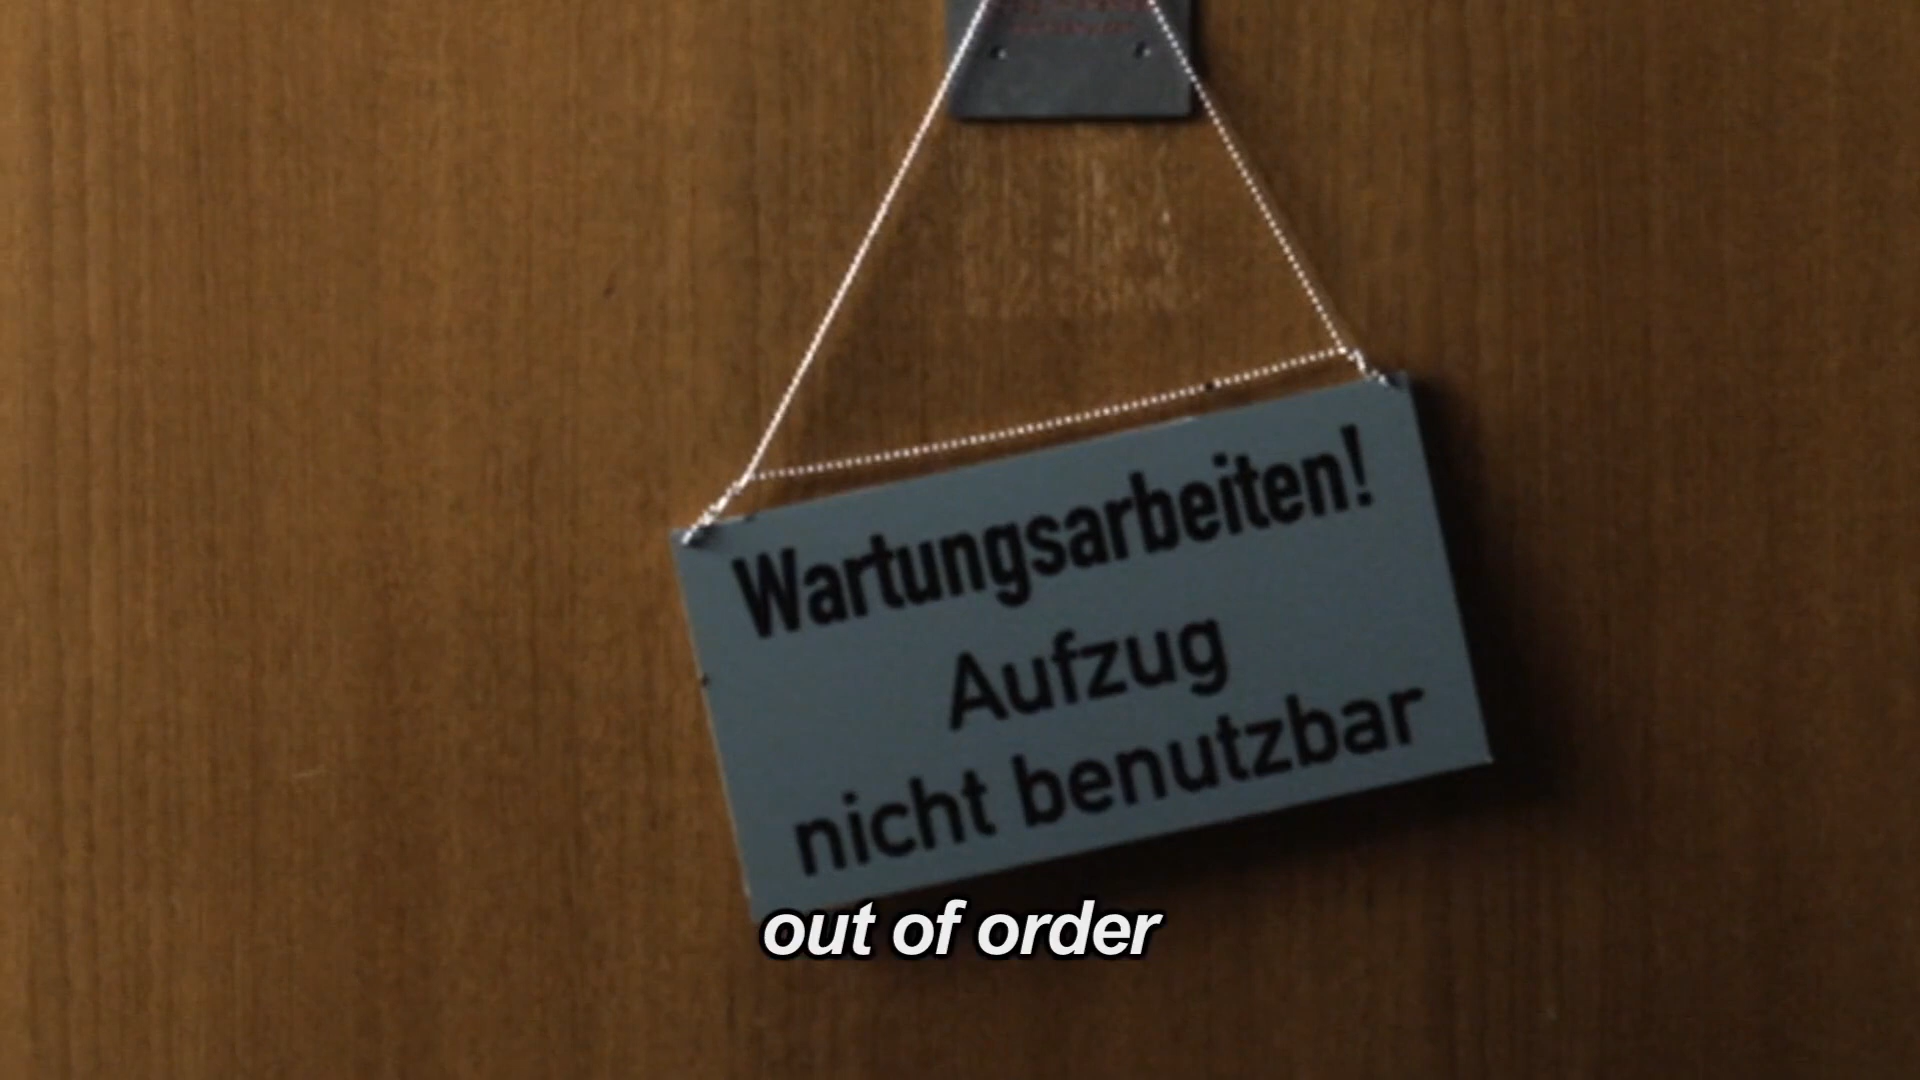 Wartungsarbeiten!
Aufzug
nicht benutzbar
out of order